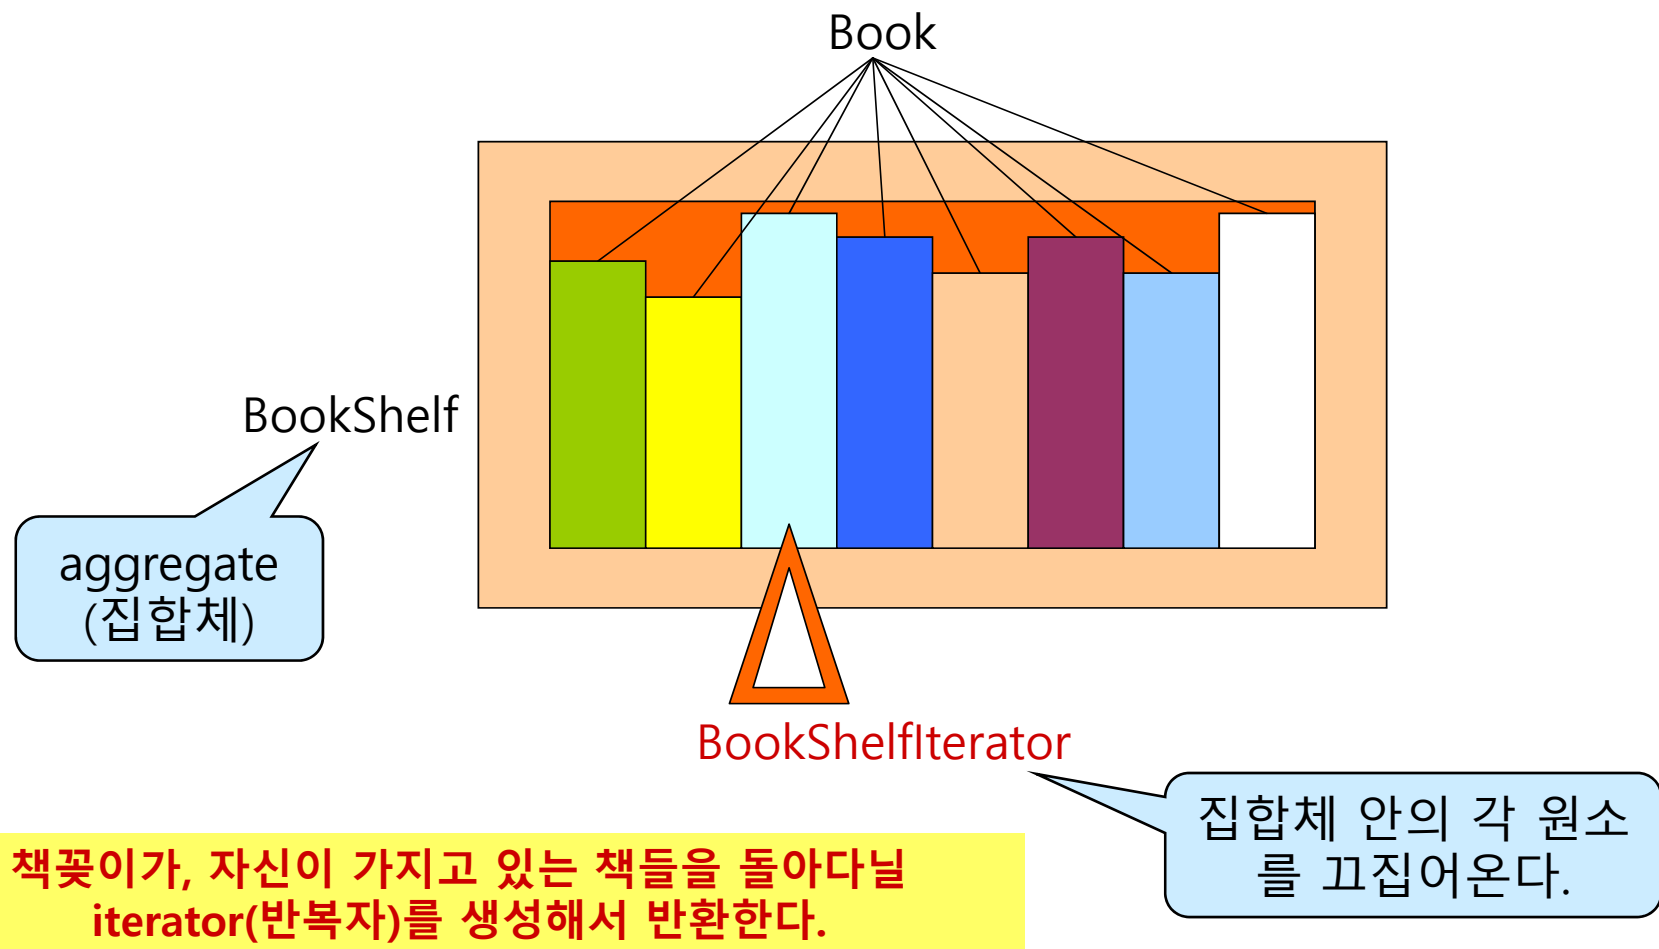 Book
BookShelf
aggregate
(집합체)
BookShelfIterator
집합체 안의 각 원소
를 끄집어온다.
책꽂이가, 자신이 가지고 있는 책들을 돌아다닐
iterator(반복자)를 생성해서 반환한다.